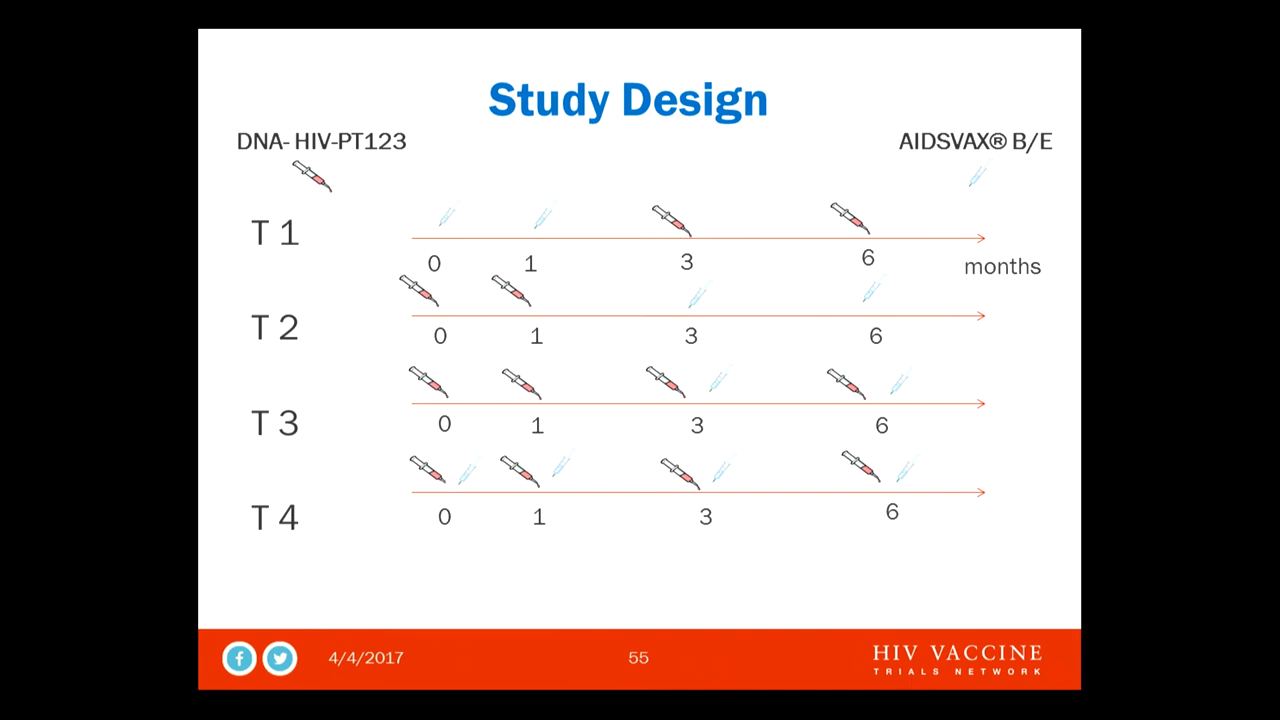 Study Design
DNA- HIV-PT123
AIDSVAX® B/E
T 1
0 1 3 6
months
T 2
0 1 3 6
T 3
0 1 3 6
T 4
0 1 3 6
4/4/2017
55
HIV VACCINE
TRIALS NETWORK